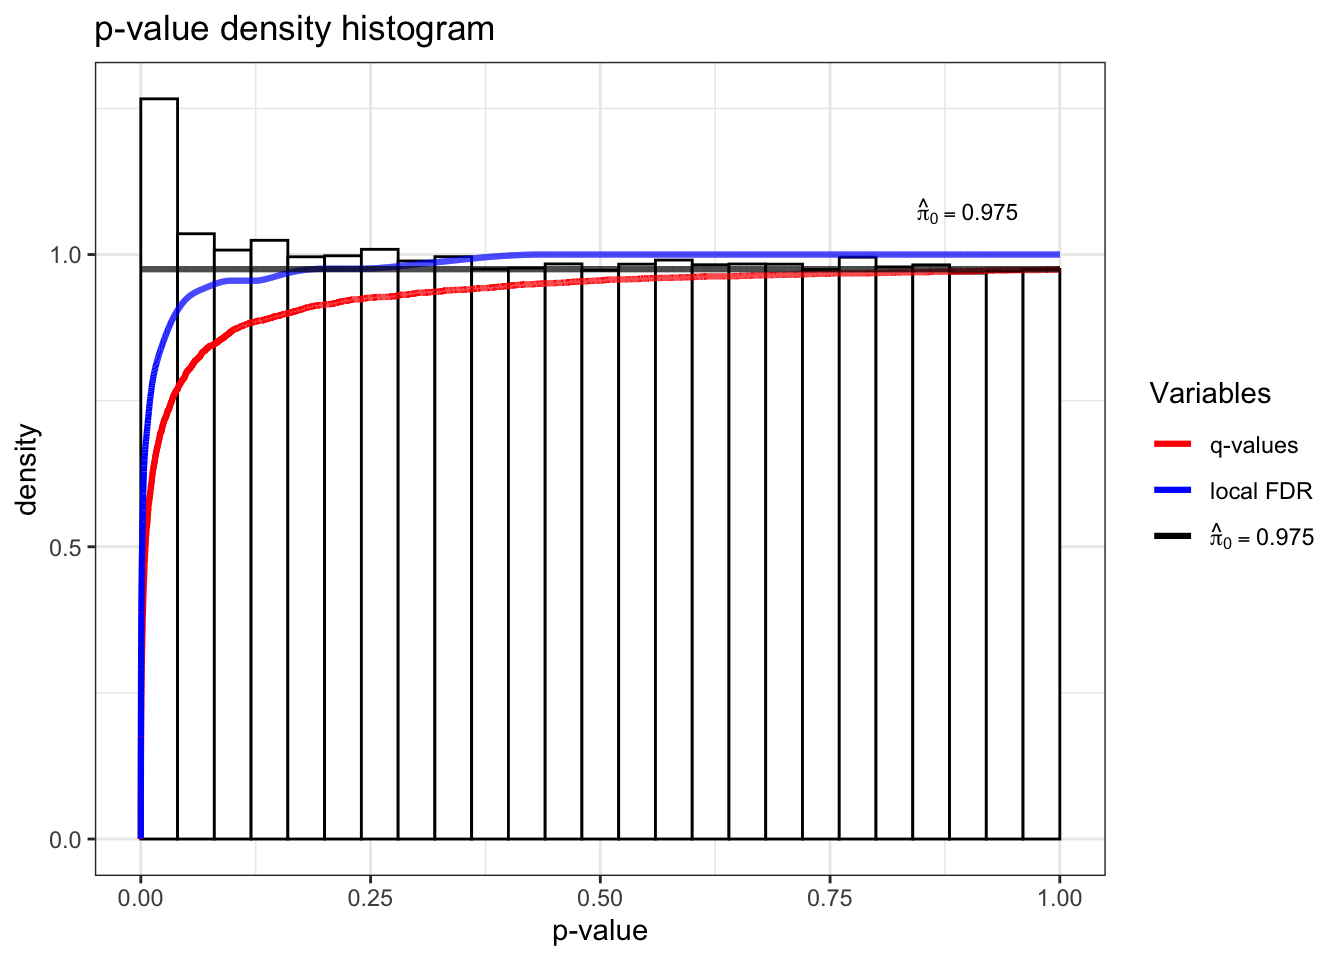 p-value density histogram
density
1.0
0.5
0.0
π̂₀ = 0.975
0.00 0.25 0.50 0.75 1.00
p-value
Variables
q-values
local FDR
π̂₀ = 0.975